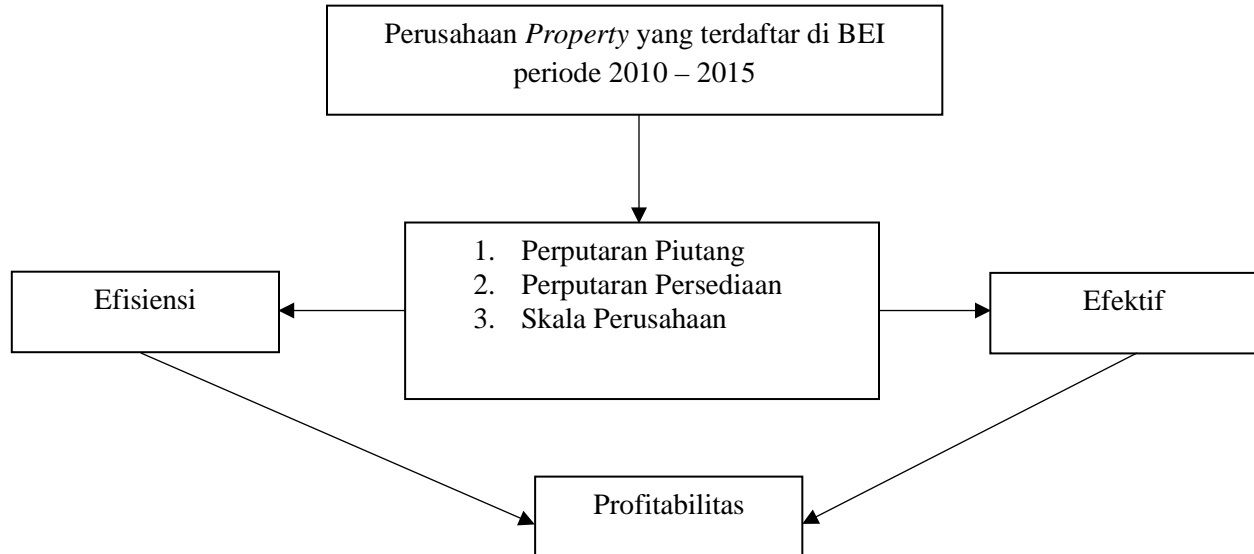 Perusahaan Property yang terdaftar di BEI
periode 2010 – 2015
1. Perputaran Piutang
2. Perputaran Persediaan
3. Skala Perusahaan
Efisiensi
Efektif
Profitabilitas